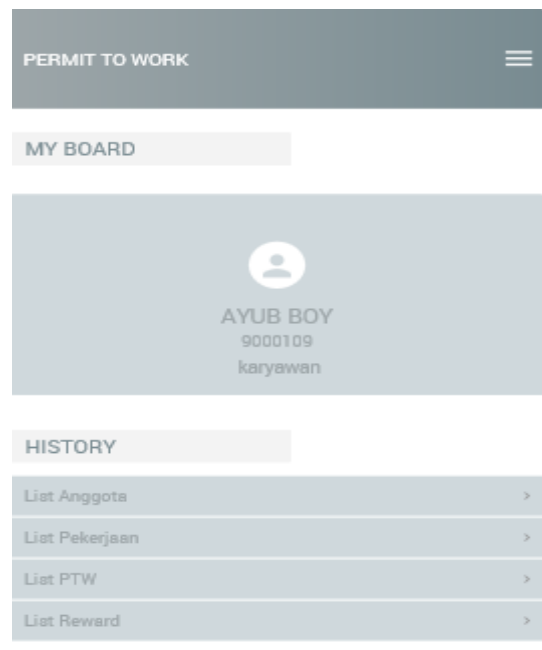 PERMIT TO WORK
MY BOARD
AYUB BOY
9000109
karyawan
HISTORY
List Anggota
List Pekerjaan
List PTW
List Reward